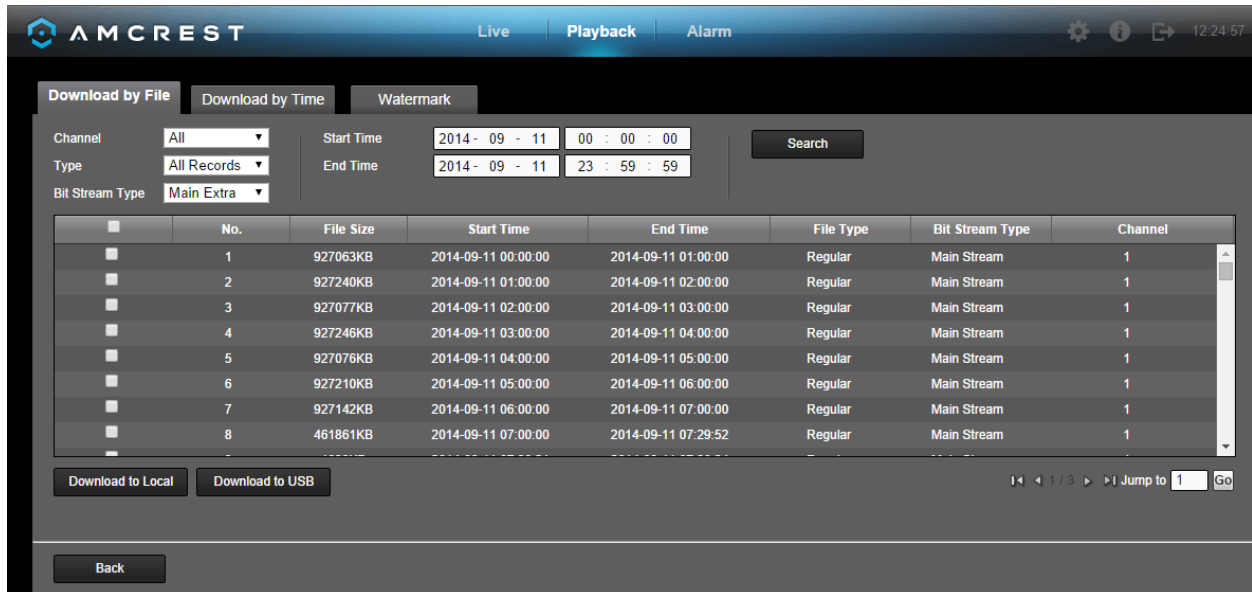 AMCREST Live Playback Alarm 12:24:57
Download by File Download by Time Watermark
Channel All Start Time 2014 - 09 - 11 00 : 00 : 00 Search
Type All Records End Time 2014 - 09 - 11 23 : 59 : 59
Bit Stream Type Main Extra
No. File Size Start Time End Time File Type Bit Stream Type Channel
1 927063KB 2014-09-11 00:00:00 2014-09-11 01:00:00 Regular Main Stream 1
2 927240KB 2014-09-11 01:00:00 2014-09-11 02:00:00 Regular Main Stream 1
3 927077KB 2014-09-11 02:00:00 2014-09-11 03:00:00 Regular Main Stream 1
4 927246KB 2014-09-11 03:00:00 2014-09-11 04:00:00 Regular Main Stream 1
5 927076KB 2014-09-11 04:00:00 2014-09-11 05:00:00 Regular Main Stream 1
6 927210KB 2014-09-11 05:00:00 2014-09-11 06:00:00 Regular Main Stream 1
7 927142KB 2014-09-11 06:00:00 2014-09-11 07:00:00 Regular Main Stream 1
8 461861KB 2014-09-11 07:00:00 2014-09-11 07:29:52 Regular Main Stream 1
Download to Local Download to USB 1 / 3 Jump to 1 Go
Back